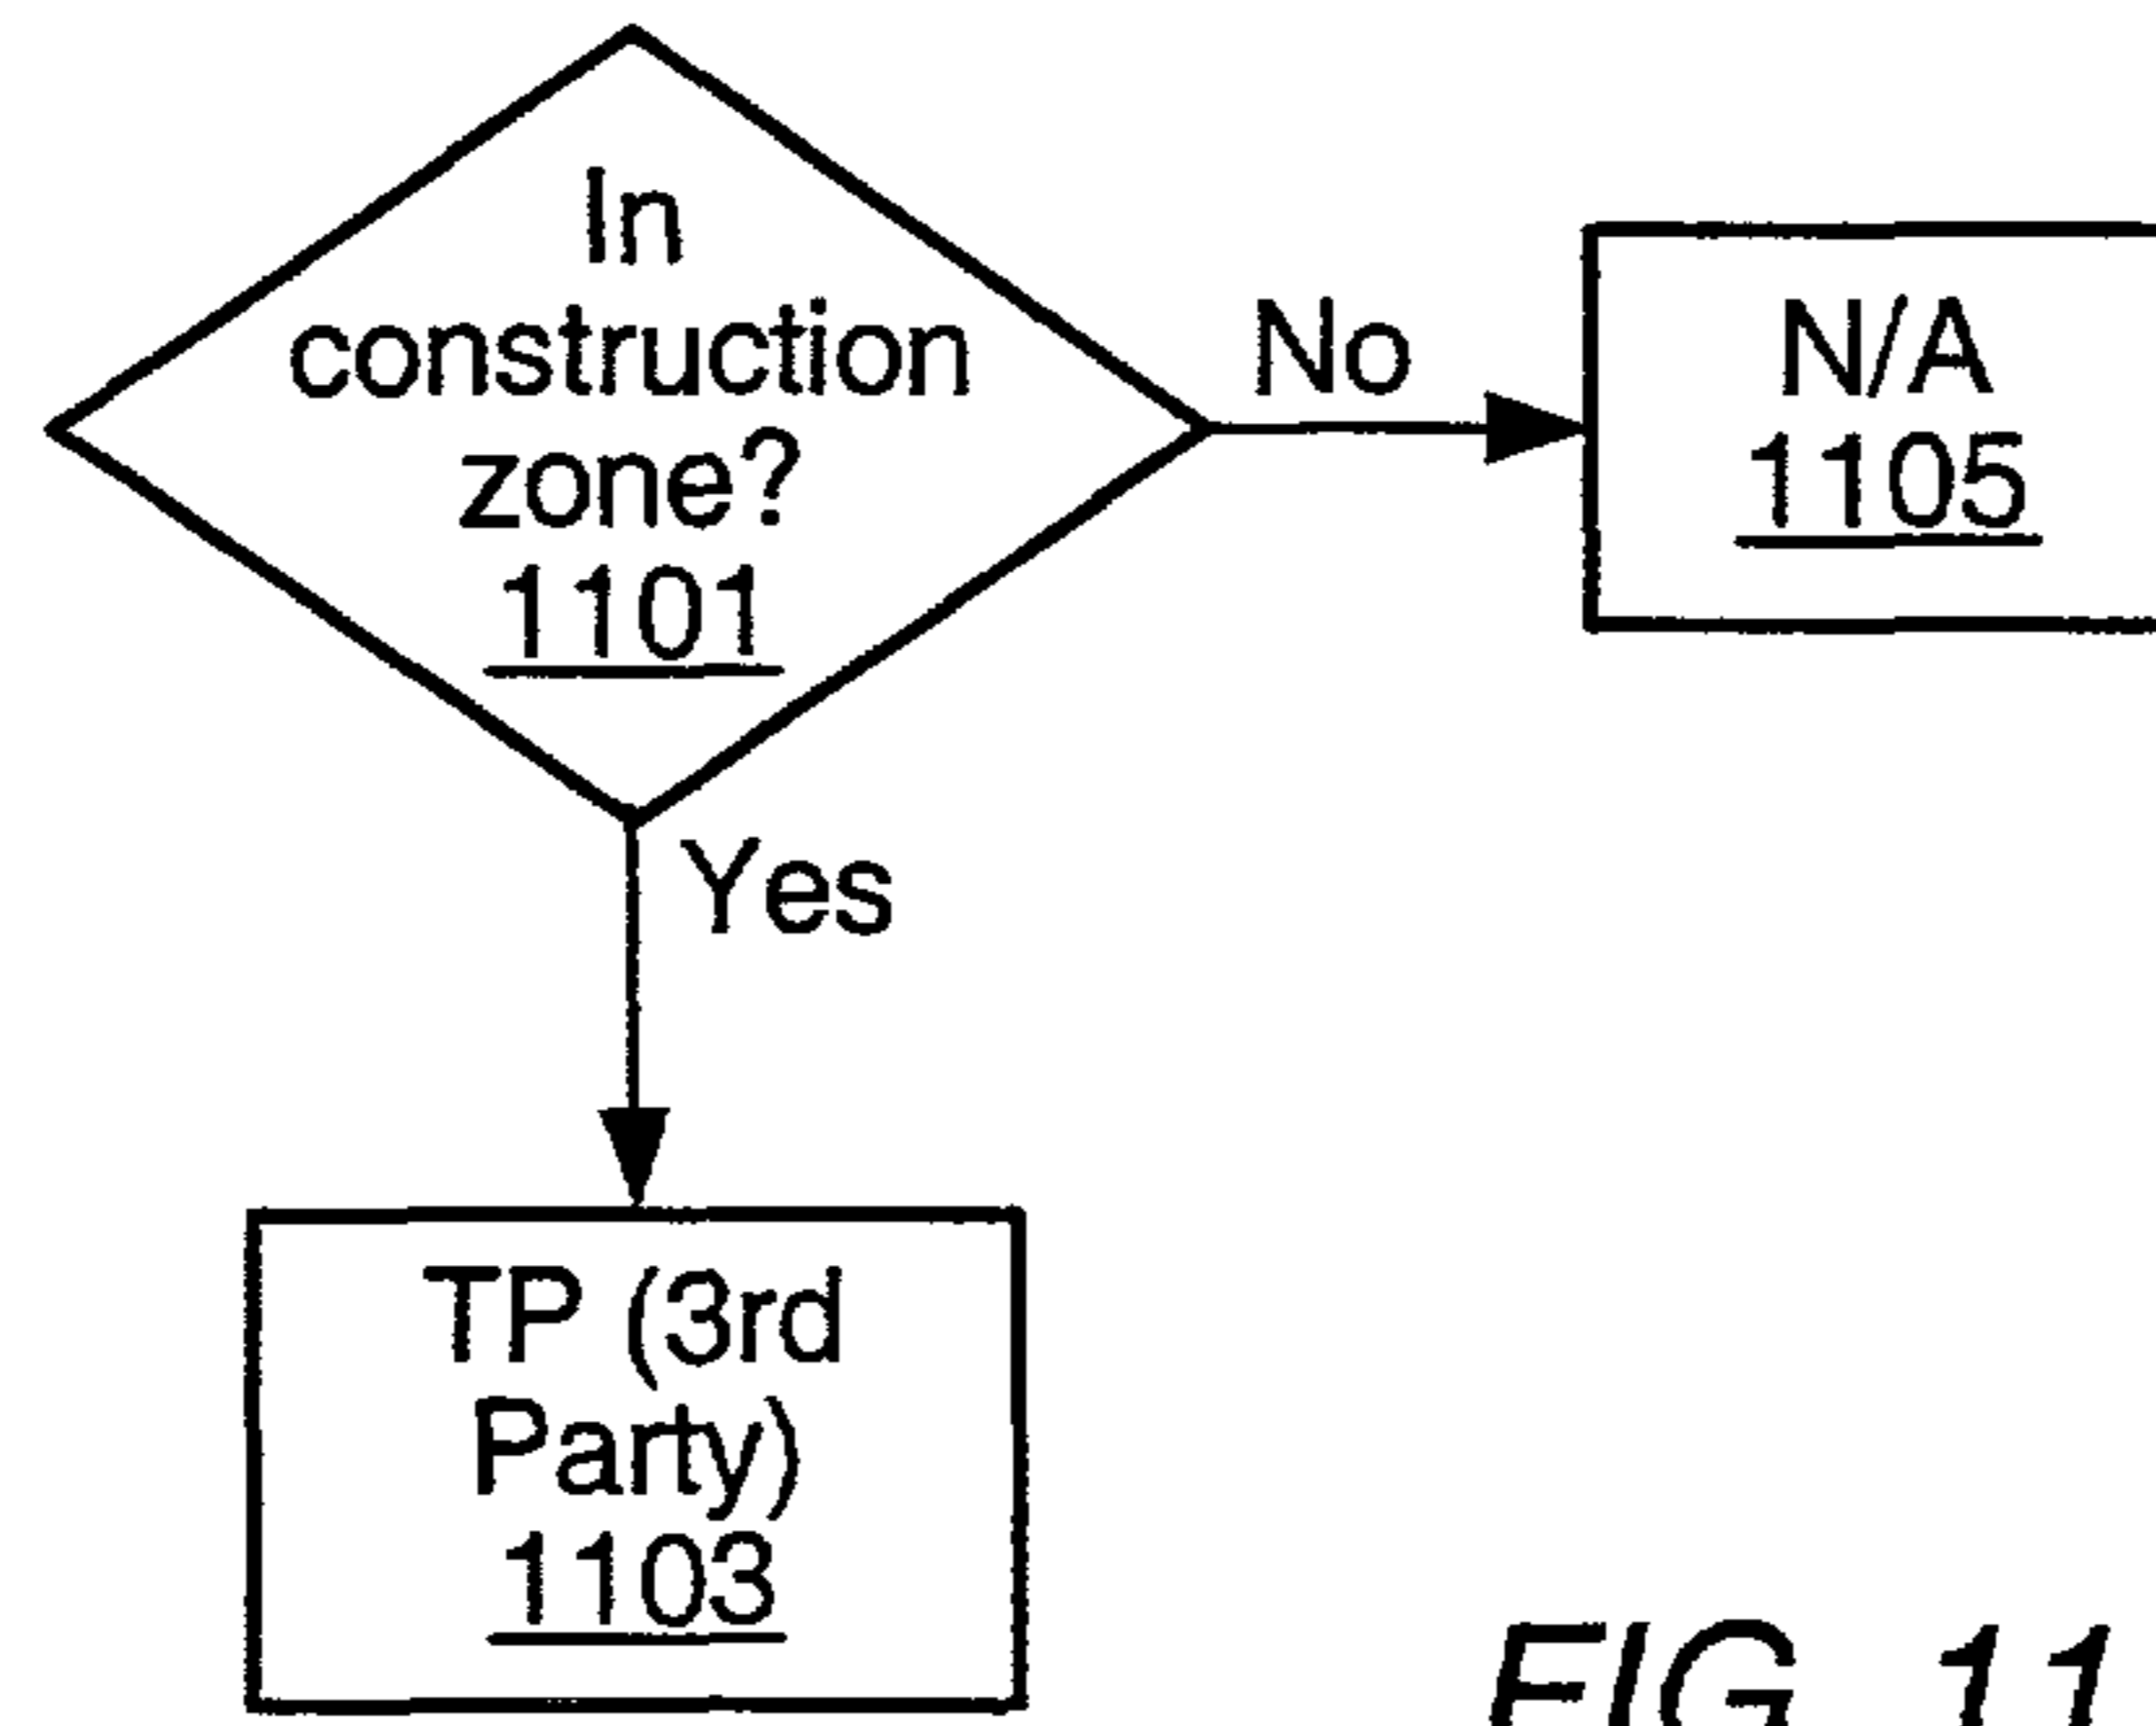 In
construction
zone?
1101
No
N/A
1105
Yes
TP (3rd
Party)
1103
FIG 11